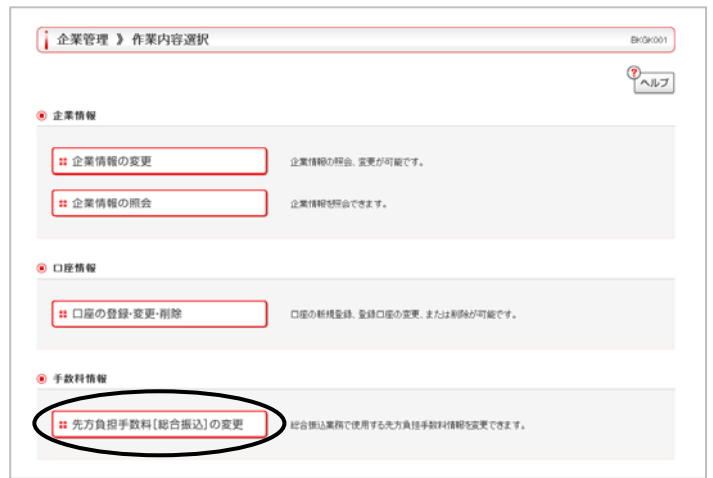 企業管理 》 作業内容選択
BKGK001
?
ヘルプ
企業情報
企業情報の変更
企業情報の照会、変更が可能です。
企業情報の照会
企業情報を照会できます。
口座情報
口座の登録・変更・削除
口座の新規登録、登録口座の変更、または削除が可能です。
手数料情報
先方負担手数料[総合振込]の変更
総合振込業務で使用する先方負担手数料情報を変更できます。